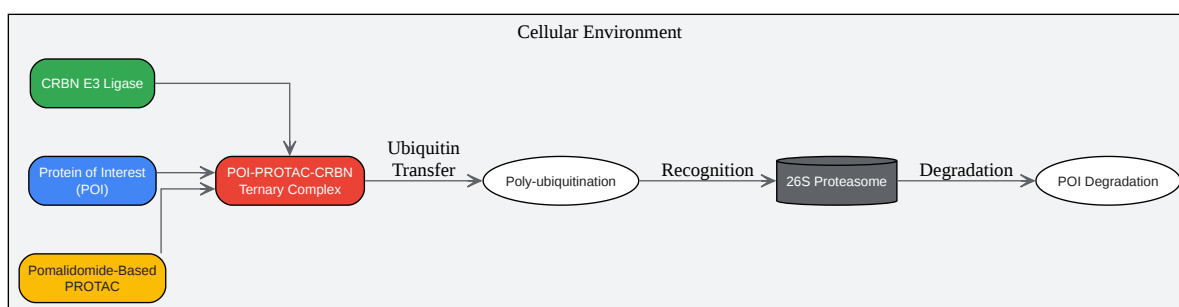 Cellular Environment
CRBN E3 Ligase
Protein of Interest
(POI)
Pomalidomide-Based
PROTAC
POI-PROTAC-CRBN
Ternary Complex
Ubiquitin
Transfer
Poly-ubiquitination
Recognition
26S Proteasome
Degradation
POI Degradation